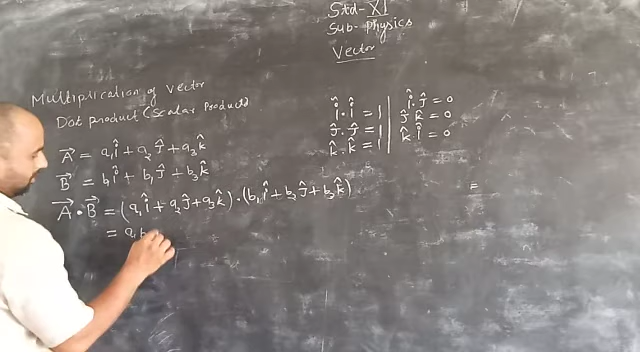 Std- XI
Sub- Physics
Vector
Multiplication of Vector
Dot product (Scalar Product)
A⃗ = a₁î + a₂ĵ + a₃k̂
B⃗ = b₁î + b₁ĵ + b₃k̂
A⃗ · B⃗ = (a₁î + a₂ĵ + a₃k̂) · (b₁î + b₂ĵ + b₃k̂)
= a₁b
î · î = 1
ĵ · ĵ = 1
k̂ · k̂ = 1
î · ĵ = 0
ĵ · k̂ = 0
k̂ · î = 0
=